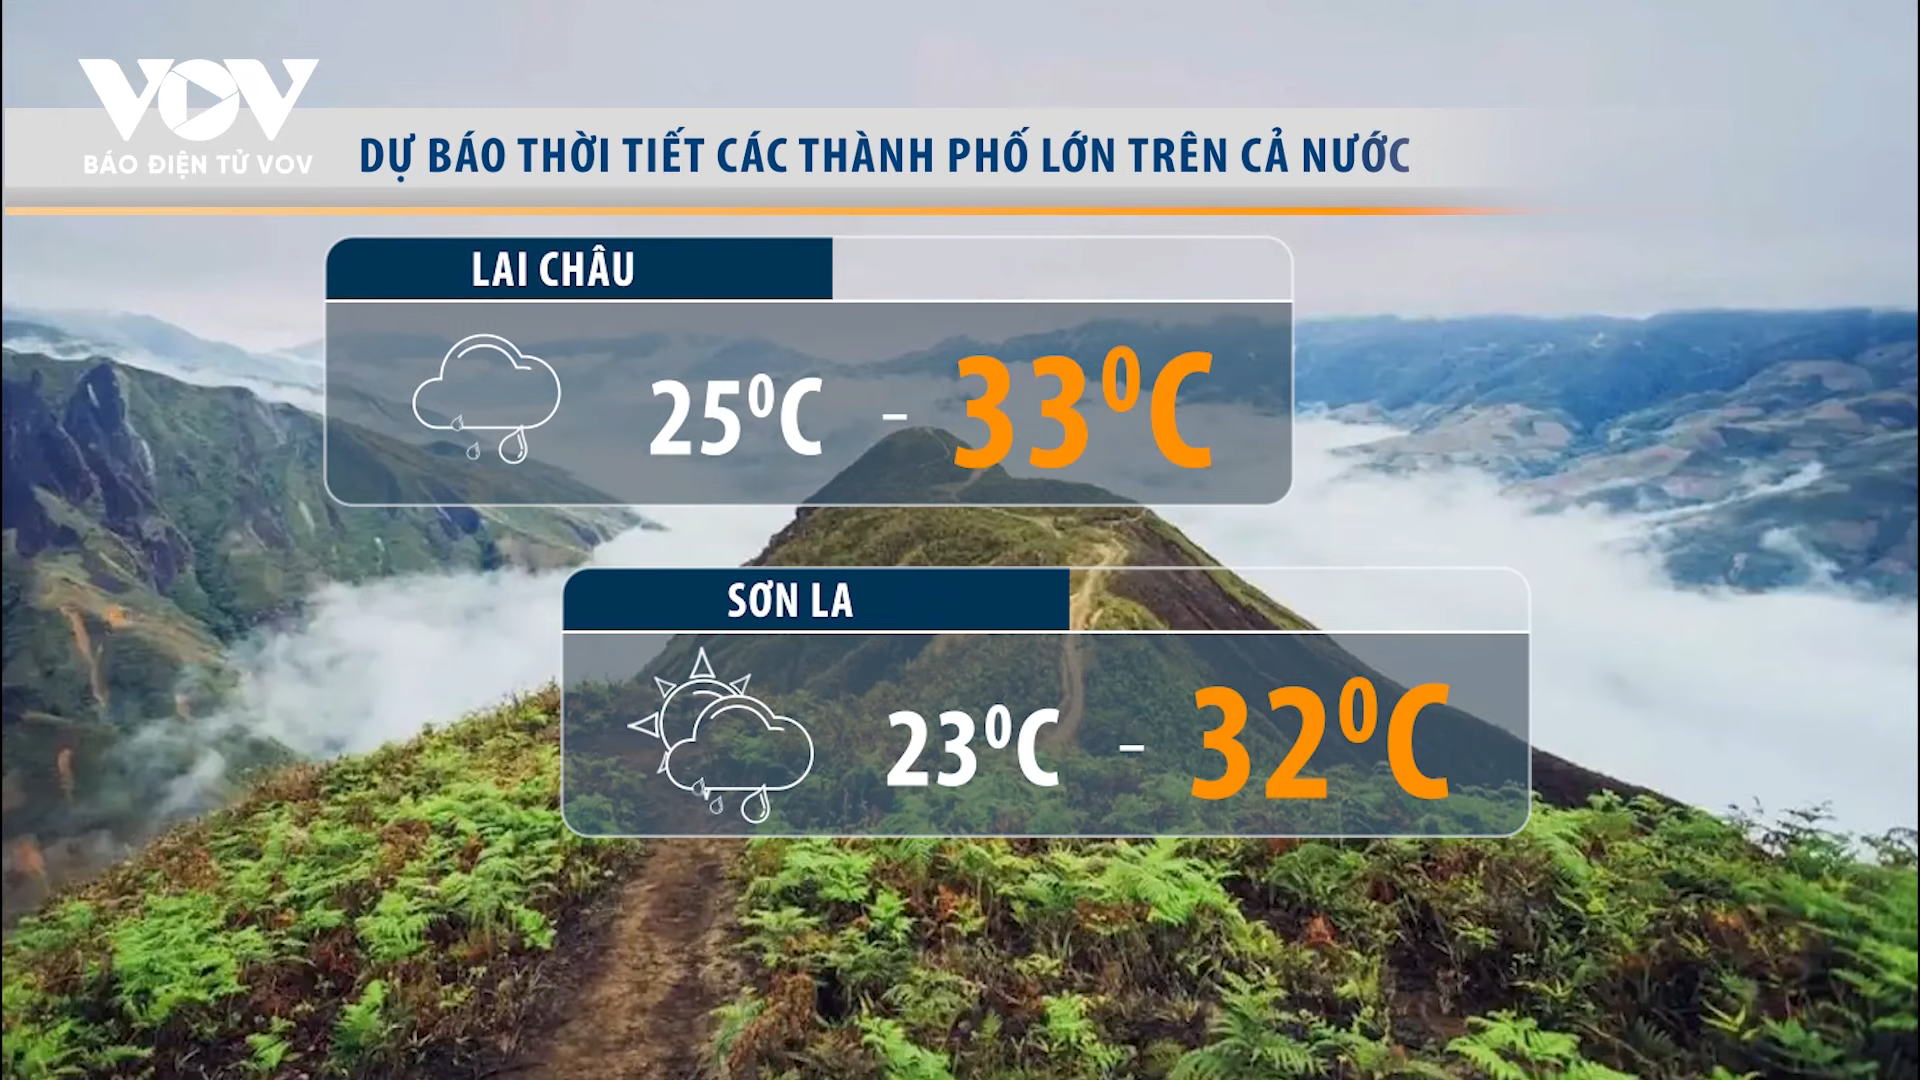 VOV
BÁO ĐIỆN TỬ VOV
DỰ BÁO THỜI TIẾT CÁC THÀNH PHỐ LỚN TRÊN CẢ NƯỚC
LAI CHÂU
25⁰C – 33⁰C
SƠN LA
23⁰C – 32⁰C